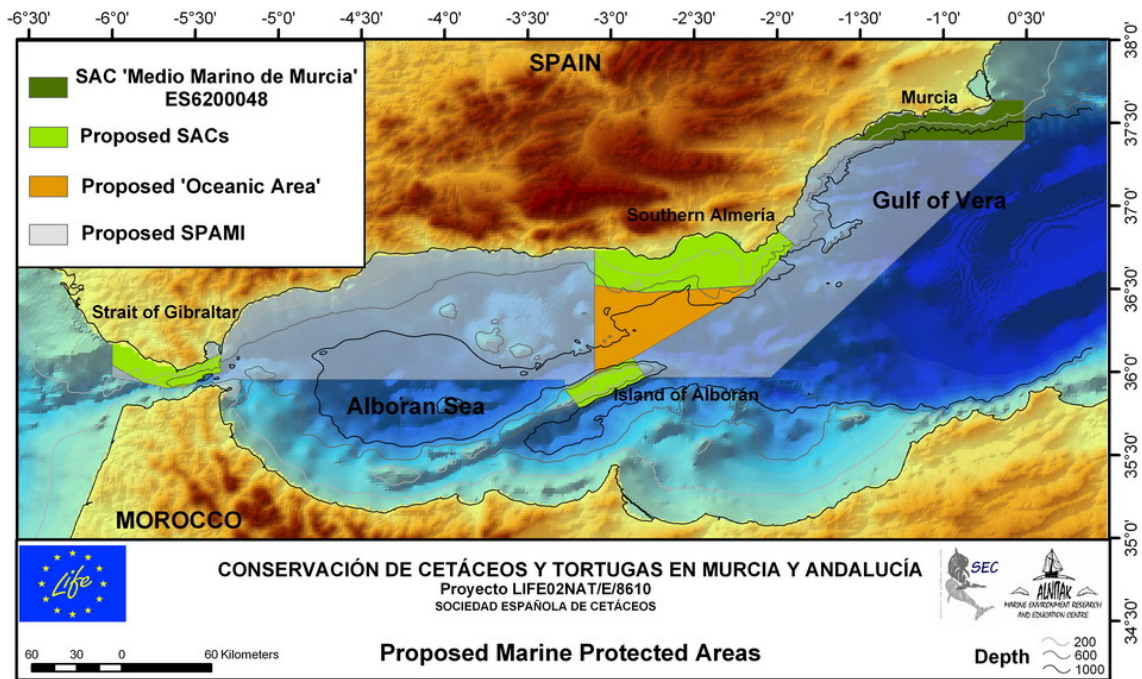 -6°30' -6°0' -5°30' -5°0' -4°30' -4°0' -3°30' -3°0' -2°30' -2°0' -1°30' -1°0' 0°30'
SAC 'Medio Marino de Murcia'
ES6200048
Proposed SACs
Proposed 'Oceanic Area'
Proposed SPAMI
SPAIN
Murcia
Gulf of Vera
Southern Almería
Strait of Gibraltar
Alboran Sea
Island of Alborán
MOROCCO
38°0'
37°30'
37°0'
36°30'
36°0'
35°30'
35°0'
34°30'
Life
CONSERVACIÓN DE CETÁCEOS Y TORTUGAS EN MURCIA Y ANDALUCÍA
Proyecto LIFE02NAT/E/8610
SOCIEDAD ESPAÑOLA DE CETÁCEOS
SEC
ALNITAK
MARINE ENVIRONMENT RESEARCH
AND EDUCATION CENTRE
60 30 0 60 Kilometers
Proposed Marine Protected Areas
Depth
200
600
1000